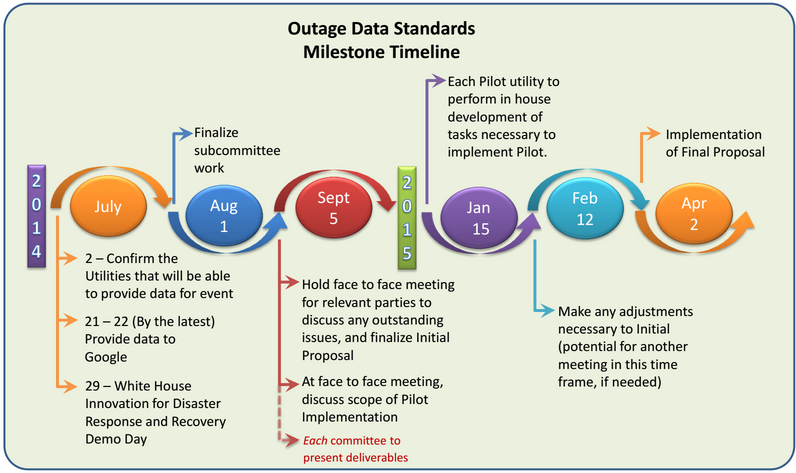 Outage Data Standards
Milestone Timeline
2014
July
2 – Confirm the
Utilities that will be able
to provide data for event
21 – 22 (By the latest)
Provide data to
Google
29 – White House
Innovation for Disaster
Response and Recovery
Demo Day
Finalize
subcommittee
work
Aug
1
Sept
5
Hold face to face meeting
for relevant parties to
discuss any outstanding
issues, and finalize Initial
Proposal
At face to face meeting,
discuss scope of Pilot
Implementation
Each committee to
present deliverables
2015
Each Pilot utility to
perform in house
development of
tasks necessary to
implement Pilot.
Jan
15
Feb
12
Make any adjustments
necessary to Initial
(potential for another
meeting in this time
frame, if needed)
Implementation
of Final Proposal
Apr
2